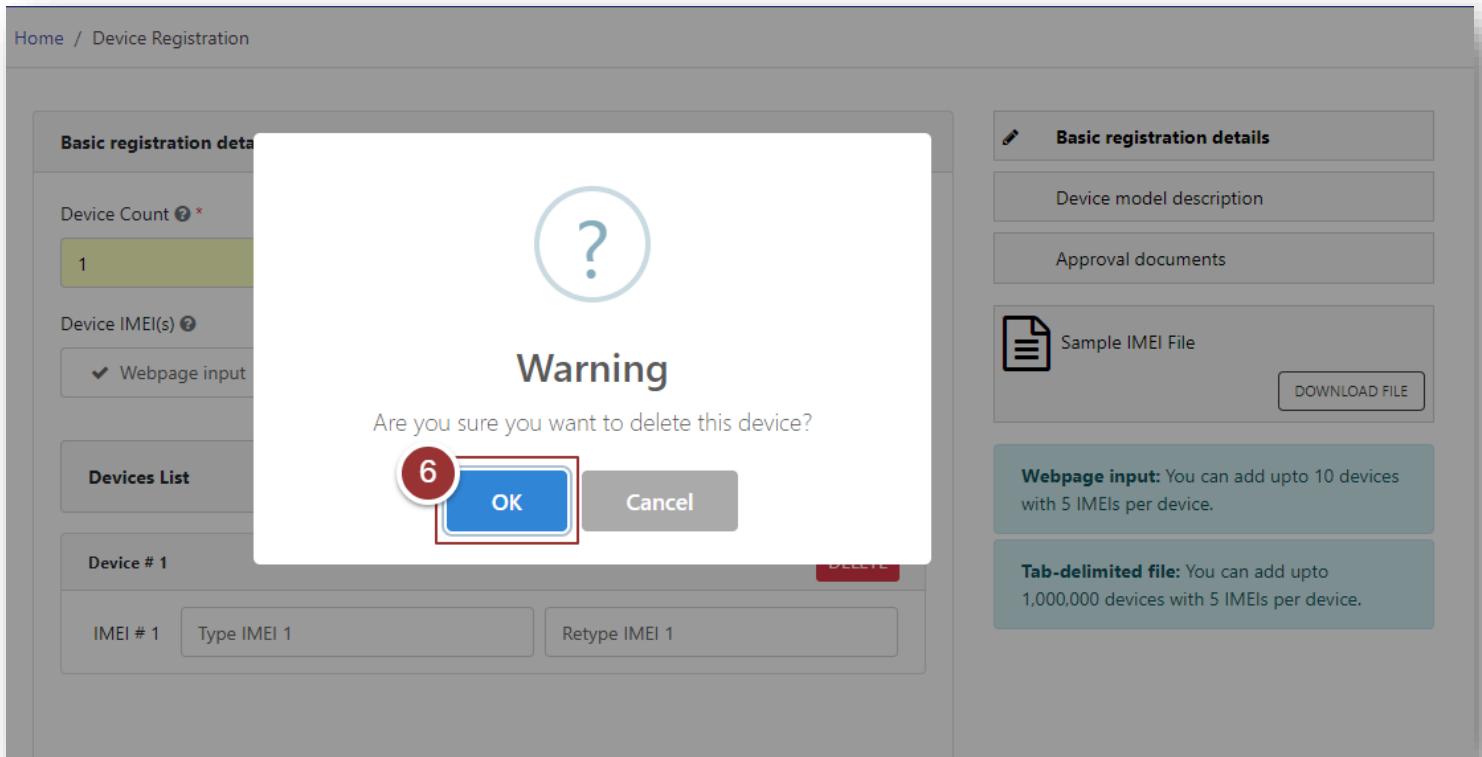 Home / Device Registration
Basic registration deta
Device Count ? *
1
Device IMEI(s) ?
Webpage input
Devices List
Device # 1
DELETE
IMEI # 1
Type IMEI 1
Retype IMEI 1
?
Warning
Are you sure you want to delete this device?
6
OK
Cancel
Basic registration details
Device model description
Approval documents
Sample IMEI File
DOWNLOAD FILE
Webpage input: You can add upto 10 devices
with 5 IMEIs per device.
Tab-delimited file: You can add upto
1,000,000 devices with 5 IMEIs per device.